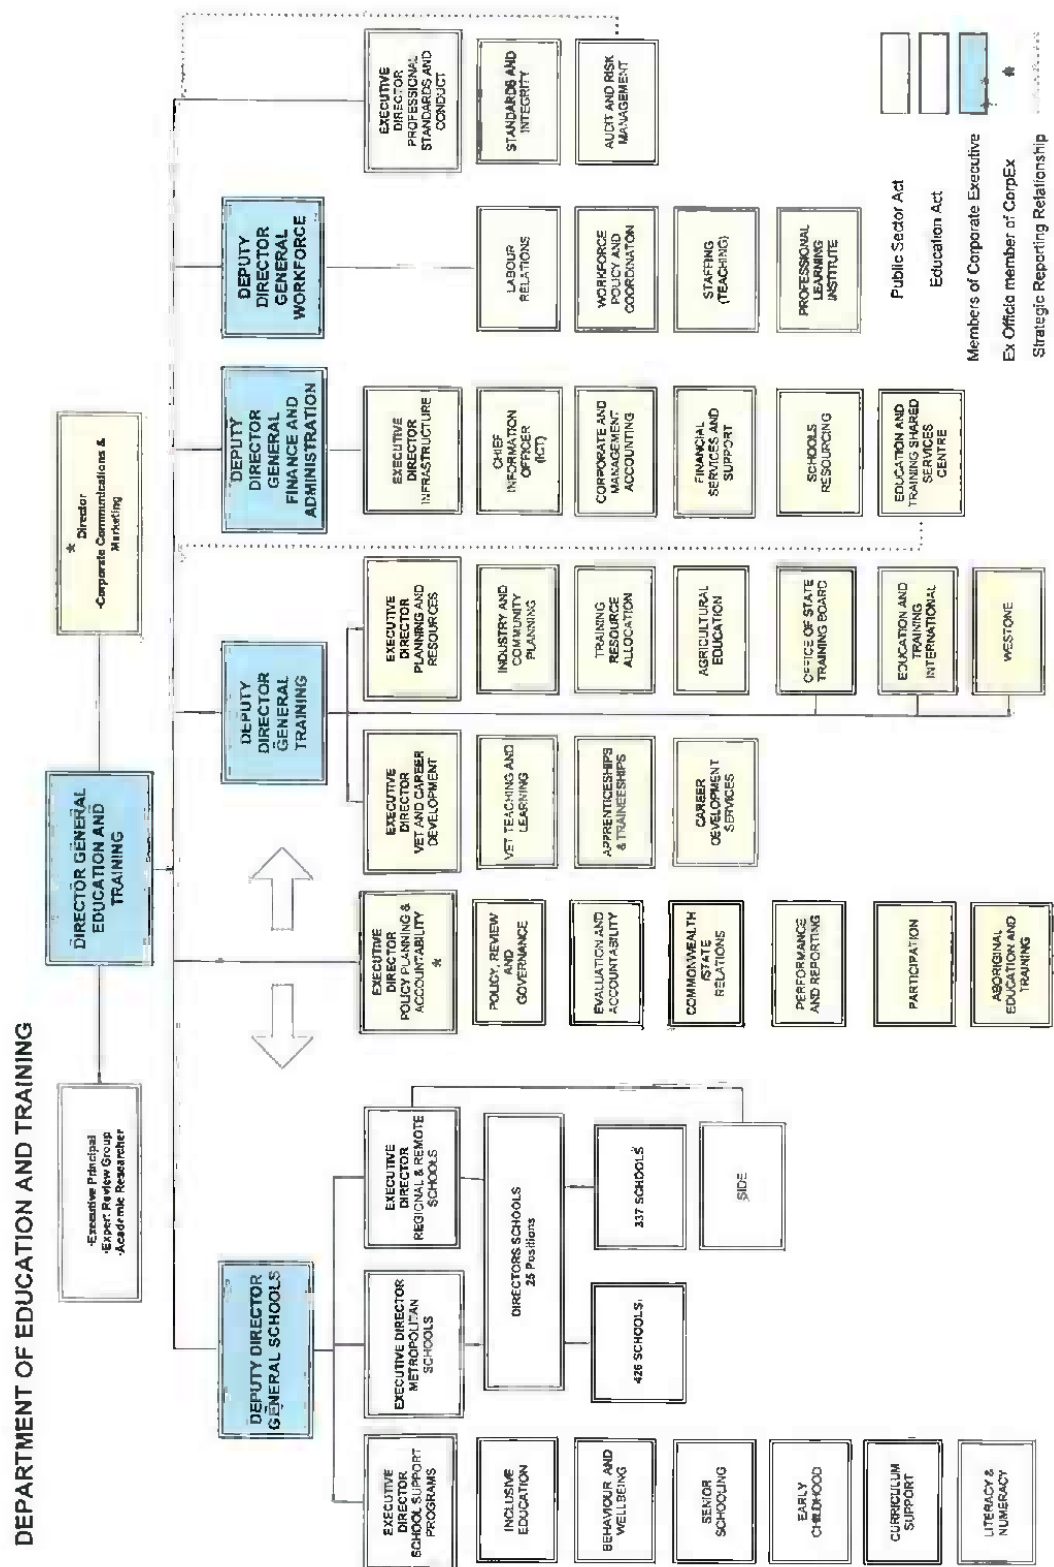 DEPARTMENT OF EDUCATION AND TRAINING
•Executive Principal
•Expert Review Group
•Academic Researcher
DIRECTOR GENERAL
EDUCATION AND
TRAINING
* Director
•Corporate Communications &
Marketing
DEPUTY DIRECTOR
GENERAL SCHOOLS
DEPUTY
DIRECTOR
GENERAL
TRAINING
DEPUTY
DIRECTOR
GENERAL
FINANCE AND
ADMINISTRATION
DEPUTY
DIRECTOR
GENERAL
WORKFORCE
EXECUTIVE
DIRECTOR
SCHOOL SUPPORT
PROGRAMS
INCLUSIVE
EDUCATION
BEHAVIOUR AND
WELLBEING
SENIOR
SCHOOLING
EARLY
CHILDHOOD
CURRICULUM
SUPPORT
LITERACY &
NUMERACY
EXECUTIVE DIRECTOR
METROPOLITAN
SCHOOLS
EXECUTIVE
DIRECTOR
REGIONAL & REMOTE
SCHOOLS
DIRECTORS SCHOOLS
25 Positions
426 SCHOOLS
337 SCHOOLS
SIDE
EXECUTIVE
DIRECTOR
POLICY PLANNING &
ACCOUNTABILITY
*
POLICY, REVIEW
AND
GOVERNANCE
EVALUATION AND
ACCOUNTABILITY
COMMONWEALTH
/STATE
RELATIONS
PERFORMANCE
AND REPORTING
PARTICIPATION
ABORIGINAL
EDUCATION AND
TRAINING
EXECUTIVE
DIRECTOR
VET AND CAREER
DEVELOPMENT
VET TEACHING AND
LEARNING
APPRENTICESHIPS
& TRAINEESHIPS
CAREER
DEVELOPMENT
SERVICES
EXECUTIVE
DIRECTOR
PLANNING AND
RESOURCES
INDUSTRY AND
COMMUNITY
PLANNING
TRAINING
RESOURCE
ALLOCATION
AGRICULTURAL
EDUCATION
OFFICE OF STATE
TRAINING BOARD
EDUCATION AND
TRAINING
INTERNATIONAL
WESTONE
EXECUTIVE
DIRECTOR
INFRASTRUCTURE
CHIEF
INFORMATION
OFFICER
(ICT)
CORPORATE AND
MANAGEMENT
ACCOUNTING
FINANCIAL
SERVICES AND
SUPPORT
SCHOOLS
RESOURCING
EDUCATION AND
TRAINING SHARED
SERVICES
CENTRE
LABOUR
RELATIONS
WORKFORCE
POLICY AND
COORDINATON
STAFFING
(TEACHING)
PROFESSIONAL
LEARNING
INSTITUTE
EXECUTIVE
DIRECTOR
PROFESSIONAL
STANDARDS AND
CONDUCT
STANDARDS AND
INTEGRITY
AUDIT AND RISK
MANAGEMENT
Public Sector Act
Education Act
Members of Corporate Executive
Ex Officio member of CorpEx *
Strategic Reporting Relationship